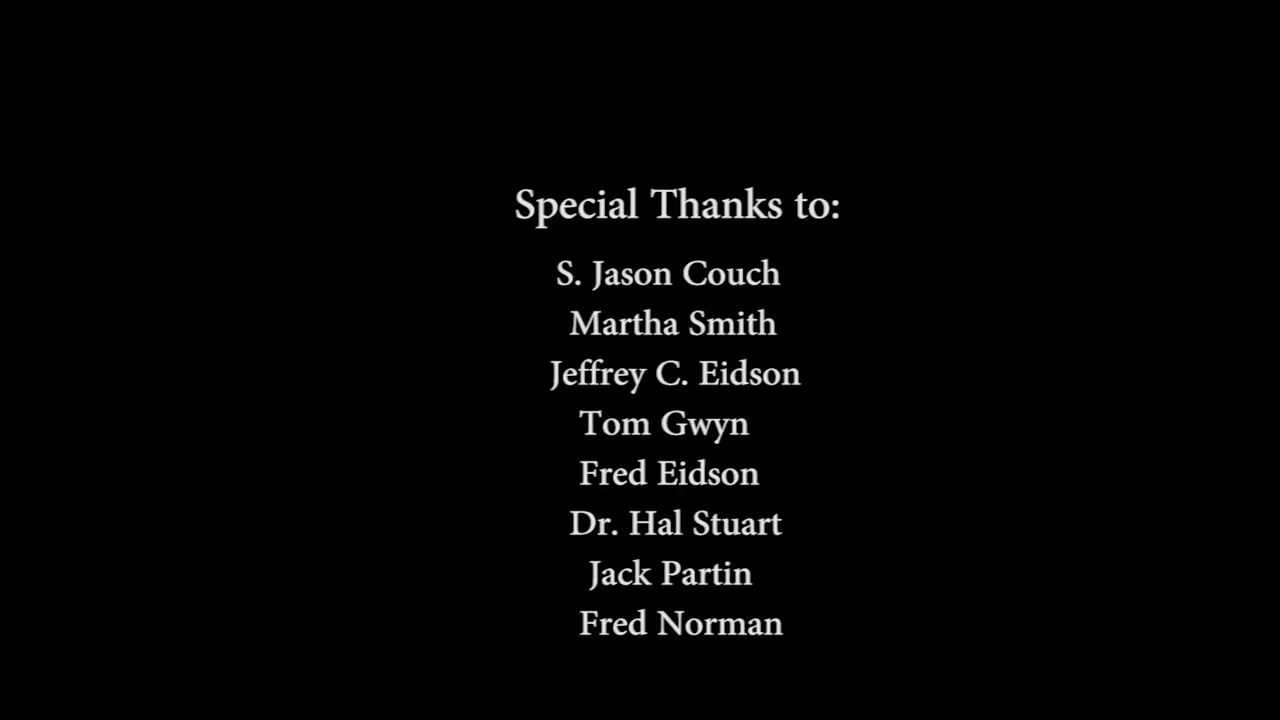 Special Thanks to:
S. Jason Couch
Martha Smith
Jeffrey C. Eidson
Tom Gwyn
Fred Eidson
Dr. Hal Stuart
Jack Partin
Fred Norman